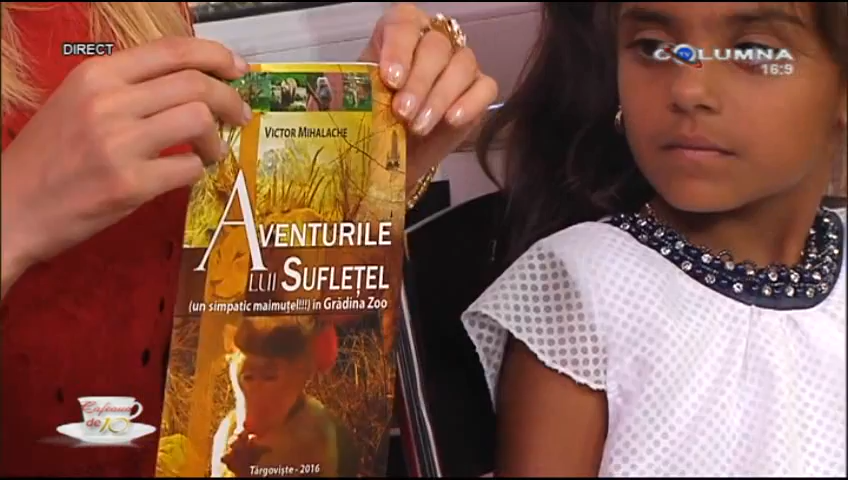 DIRECT
COLUMNA
TV
16:9
VICTOR MIHALACHE
AVENTURILE
LUI SUFLEȚEL
(un simpatic maimuțel!!!) în Grădina Zoo
Târgoviște - 2016
Cafeaua
de 10